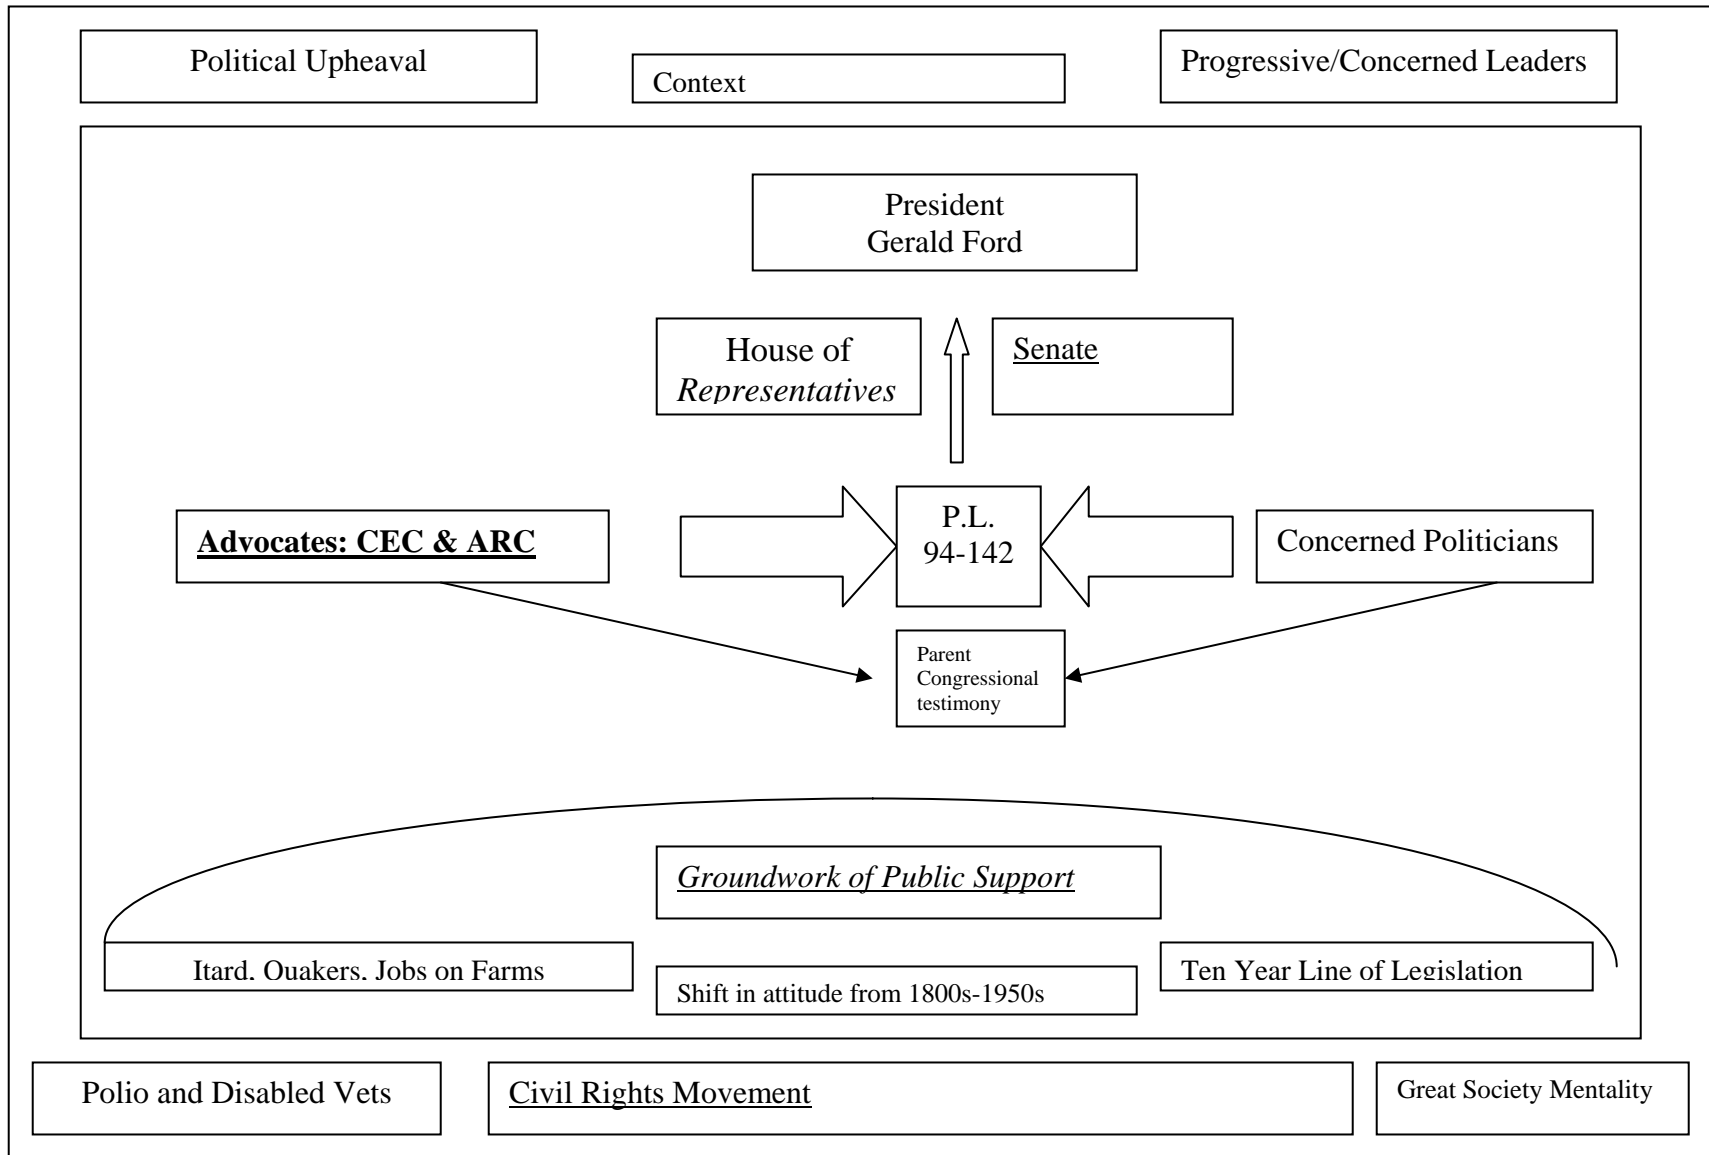 Political Upheaval
Context
Progressive/Concerned Leaders
President
Gerald Ford
House of
Representatives
Senate
Advocates: CEC & ARC
P.L.
94-142
Concerned Politicians
Parent
Congressional
testimony
Groundwork of Public Support
Itard, Quakers, Jobs on Farms
Shift in attitude from 1800s-1950s
Ten Year Line of Legislation
Polio and Disabled Vets
Civil Rights Movement
Great Society Mentality